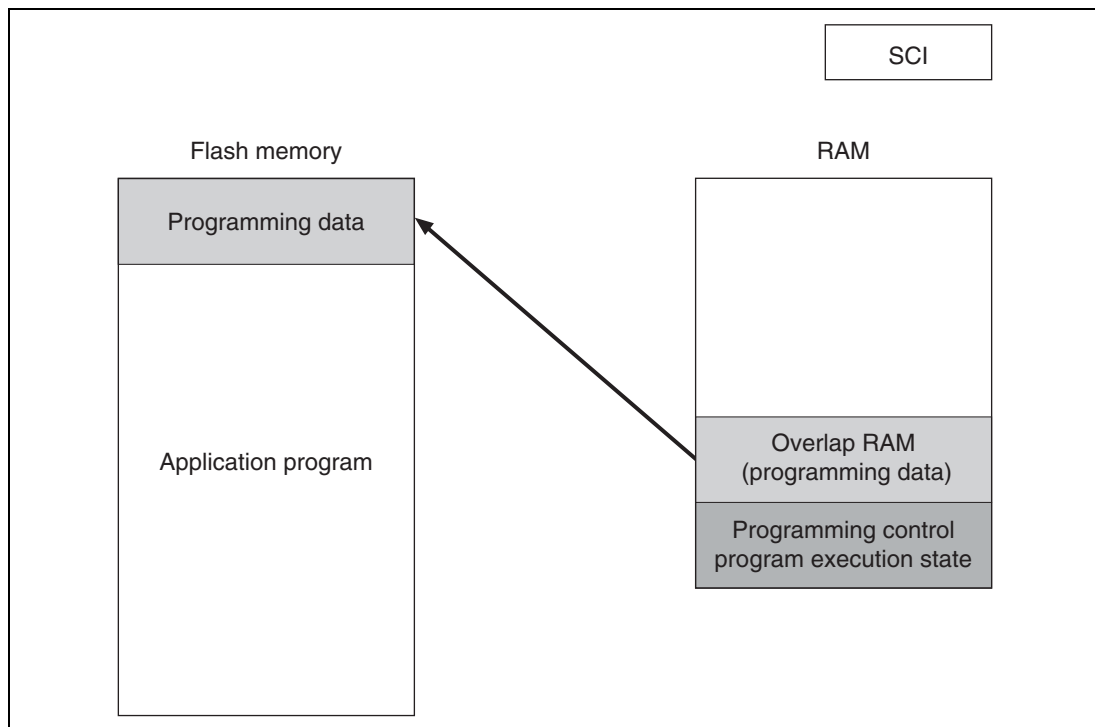 SCI
Flash memory
RAM
Programming data
Application program
Overlap RAM
(programming data)
Programming control
program execution state